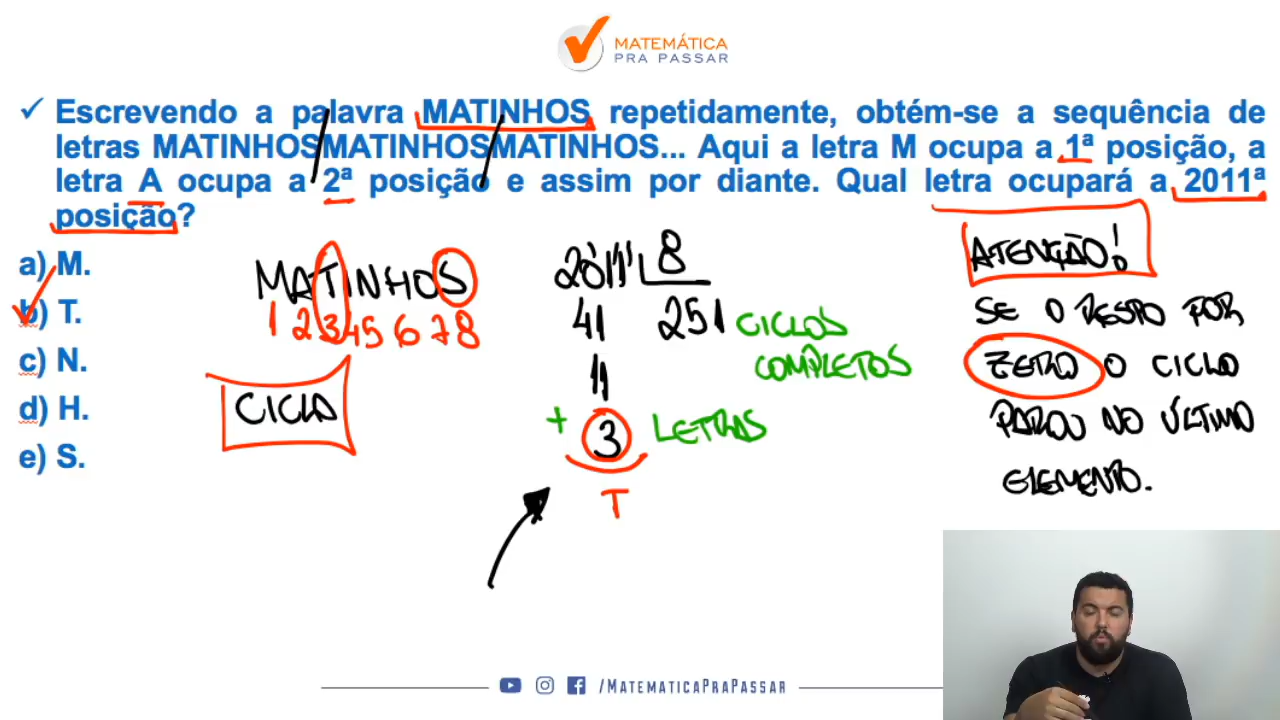 MATEMÁTICA
PRA PASSAR
✓ Escrevendo a palavra MATINHOS repetidamente, obtém-se a sequência de
letras MATINHOSMATINHOSMATINHOS... Aqui a letra M ocupa a 1ª posição, a
letra A ocupa a 2ª posição e assim por diante. Qual letra ocupará a 2011ª
posição?
a) M.
b) T.
c) N.
d) H.
e) S.
MATINHOS
1 2 3 4 5 6 7 8
CICLO
2011 8
41 251 CICLOS
COMPLETOS
11
+ 3 LETRAS
T
ATENÇÃO!
SE O RESTO FOR
ZERO O CICLO
PAROU NO ÚLTIMO
ELEMENTO.
/MATEMATICAPRAPASSAR